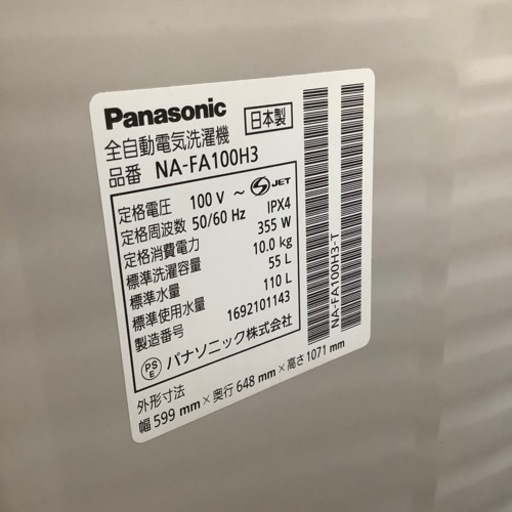 Panasonic 日本製
全自動電気洗濯機
品番 NA-FA100H3
定格電圧 100 V ~ JET
定格周波数 50/60 Hz IPX4
定格消費電力 355 W
標準洗濯容量 10.0 kg
標準水量 55 L
標準使用水量 110 L
製造番号 1692101143
PS E パナソニック株式会社
外形寸法
幅 599 mm × 奥行 648 mm × 高さ 1071 mm
NA-FA100H3-T